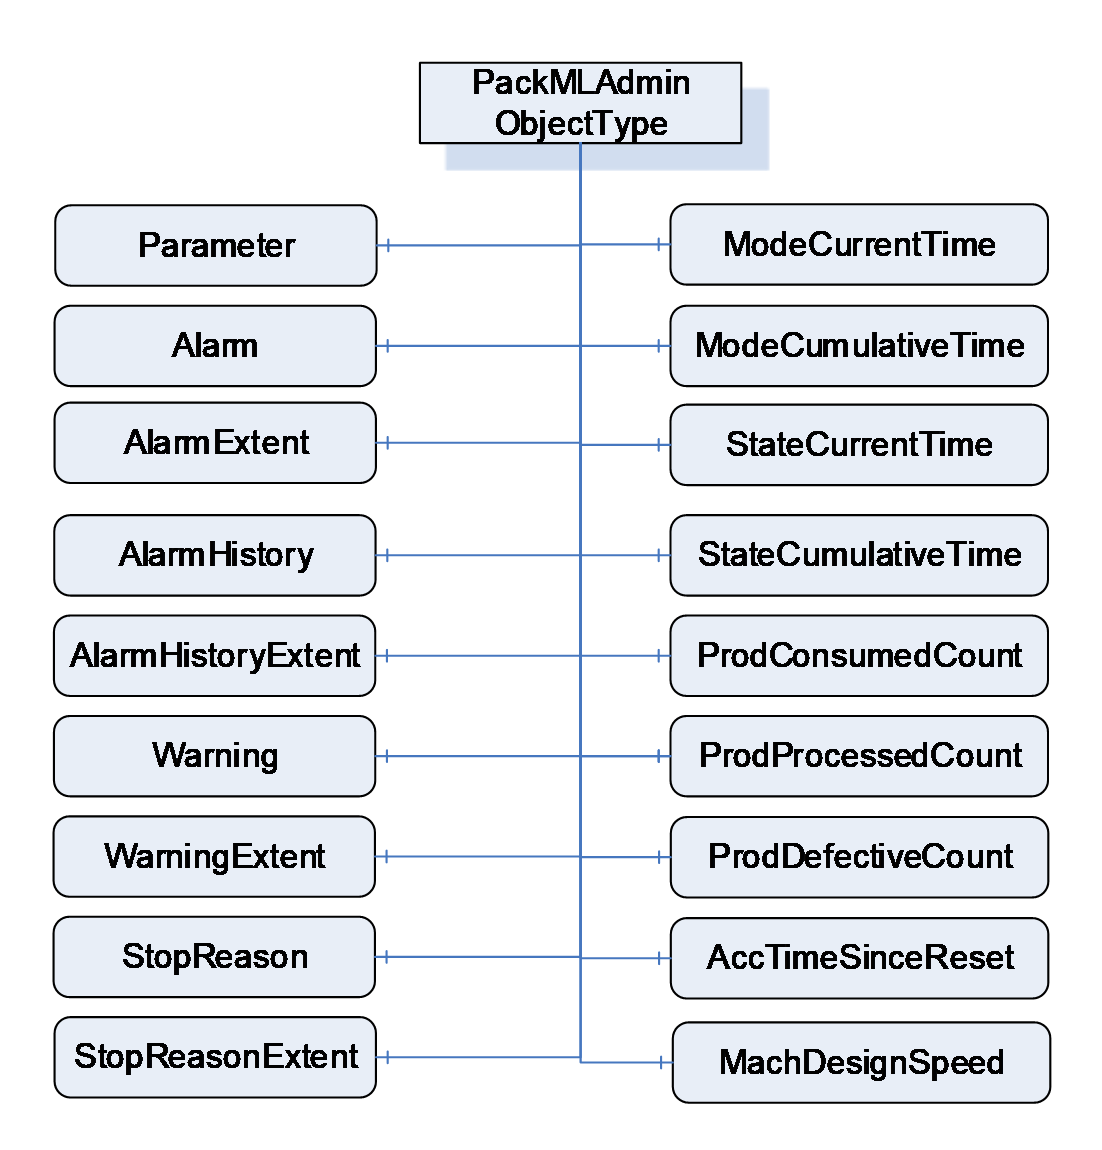 PackMLAdmin
ObjectType
Parameter
ModeCurrentTime
Alarm
ModeCumulativeTime
AlarmExtent
StateCurrentTime
AlarmHistory
StateCumulativeTime
AlarmHistoryExtent
ProdConsumedCount
Warning
ProdProcessedCount
WarningExtent
ProdDefectiveCount
StopReason
AccTimeSinceReset
StopReasonExtent
MachDesignSpeed